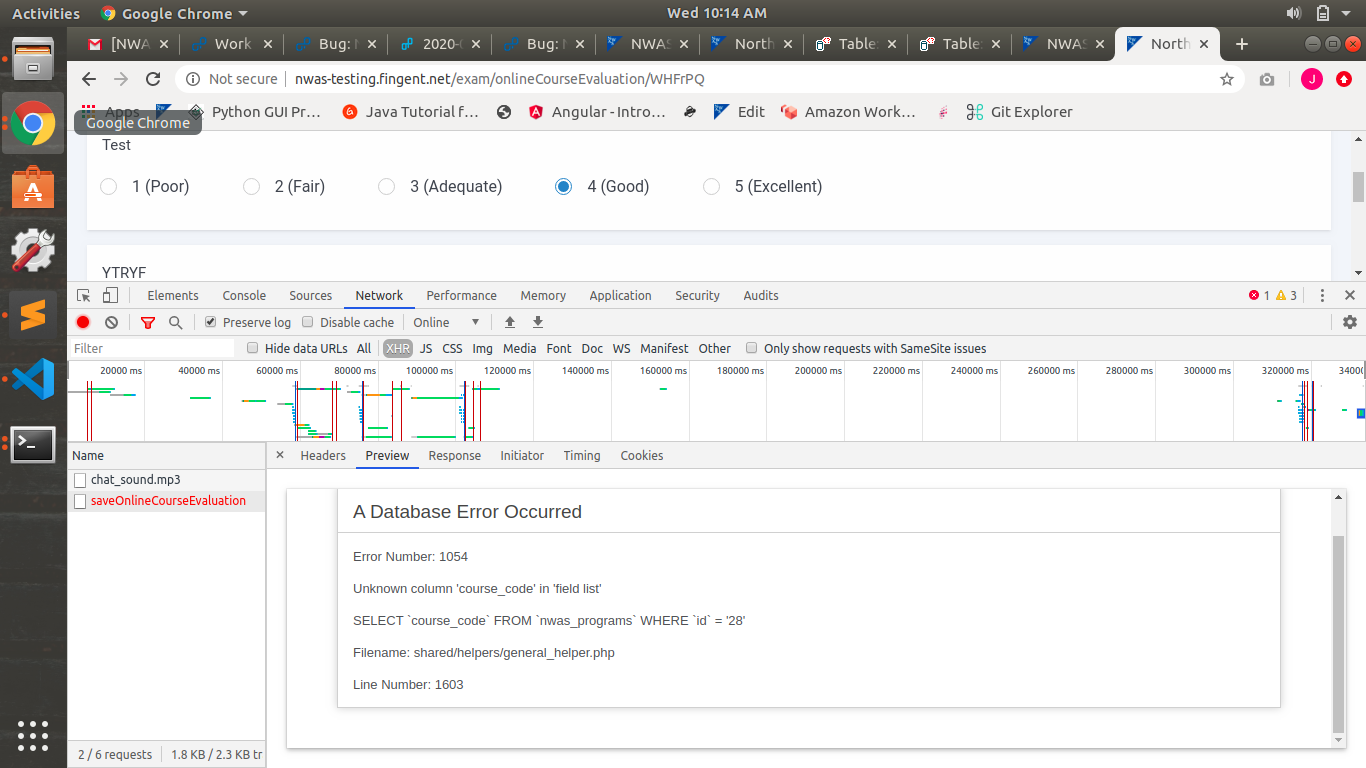 Activities Google Chrome Wed 10:14 AM
[NWA Work Bug: N 2020-0 Bug: N NWAS North Table: Table: NWAS North
Not secure nwas-testing.fingent.net/exam/onlineCourseEvaluation/WHFrPQ J
Apps Python GUI Pr… Java Tutorial f… Angular - Intro… Edit Amazon Work… Git Explorer
Google Chrome
Test
1 (Poor) 2 (Fair) 3 (Adequate) 4 (Good) 5 (Excellent)
YTRYF
Elements Console Sources Network Performance Memory Application Security Audits 1 3
Preserve log Disable cache Online
Filter Hide data URLs All XHR JS CSS Img Media Font Doc WS Manifest Other Only show requests with SameSite issues
20000 ms 40000 ms 60000 ms 80000 ms 100000 ms 120000 ms 140000 ms 160000 ms 180000 ms 200000 ms 220000 ms 240000 ms 260000 ms 280000 ms 300000 ms 320000 ms 34000
Name Headers Preview Response Initiator Timing Cookies
chat_sound.mp3
saveOnlineCourseEvaluation
A Database Error Occurred
Error Number: 1054
Unknown column 'course_code' in 'field list'
SELECT `course_code` FROM `nwas_programs` WHERE `id` = '28'
Filename: shared/helpers/general_helper.php
Line Number: 1603
2 / 6 requests 1.8 KB / 2.3 KB tr